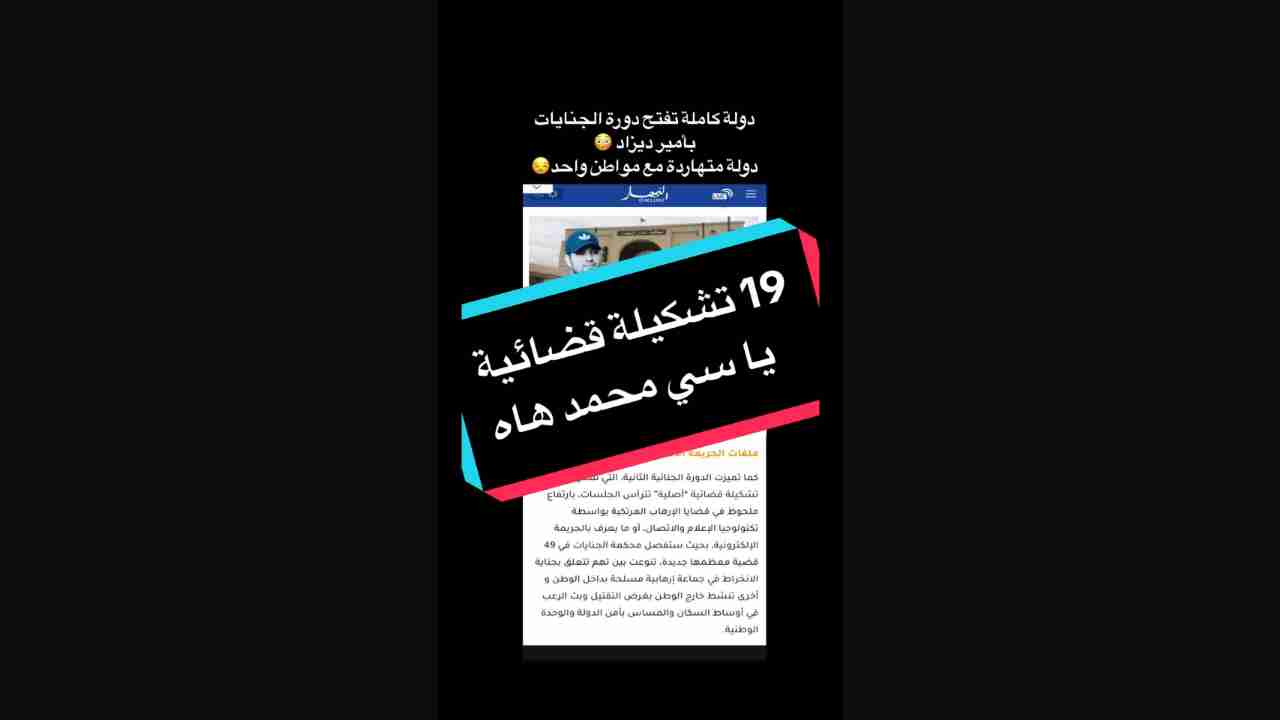 دولة كاملة تفتح دورة الجنايات
بأمير ديزاد 😳
دولة متهاردة مع مواطن واحد😒
النهار
LIVE
19 تشكيلة قضائية
يا سي محمد هاه
ملفات الجريمة
كما تميزت الدورة الجنائية الثانية، التي
تشكيلة قضائية "أصلية" تترأس الجلسات، بارتفاع
ملحوظ في قضايا الإرهاب المرتكبة بواسطة
تكنولوجيا الإعلام والاتصال، أو ما يعرف بالجريمة
الإلكترونية، بحيث ستفصل محكمة الجنايات في 49
قضية معظمها جديدة، تنوعت بين تهم تتعلق بجناية
الانخراط في جماعة إرهابية مسلحة بداخل الوطن و
أخرى تنشط خارج الوطن بغرض التقتيل وبث الرعب
في أوساط السكان والمساس بأمن الدولة والوحدة
الوطنية.